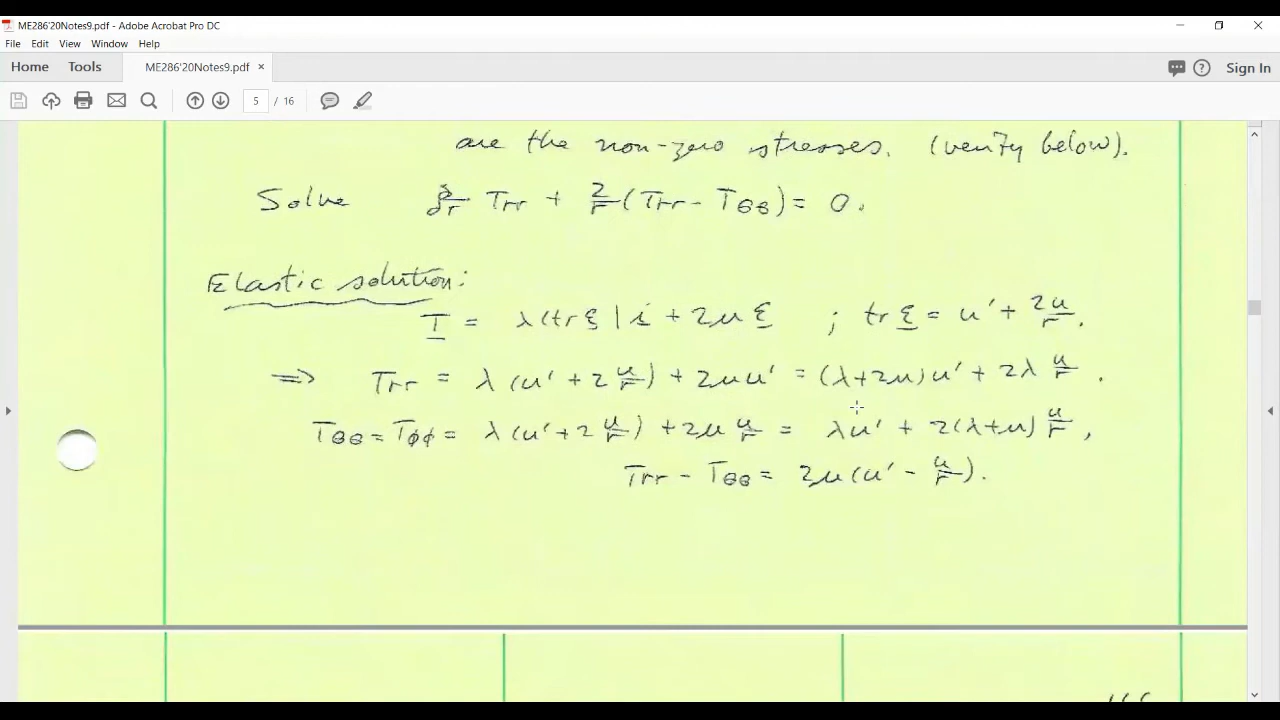 ME286'20Notes9.pdf - Adobe Acrobat Pro DC
File Edit View Window Help
Home Tools ME286'20Notes9.pdf × Sign In
5 / 16
are the non-zero stresses. (verify below).
Solve ∂/∂r Trr + 2/r (Trr - Tθθ) = 0.
Elastic solution:
T = λ(tr ε) i + 2μ ε ; tr ε = u' + 2u/r.
⇒ Trr = λ(u' + 2 u/r) + 2μu' = (λ+2μ)u' + 2λ u/r.
Tθθ = Tφφ = λ(u' + 2 u/r) + 2μ u/r = λu' + 2(λ+μ) u/r,
Trr - Tθθ = 2μ(u' - u/r).